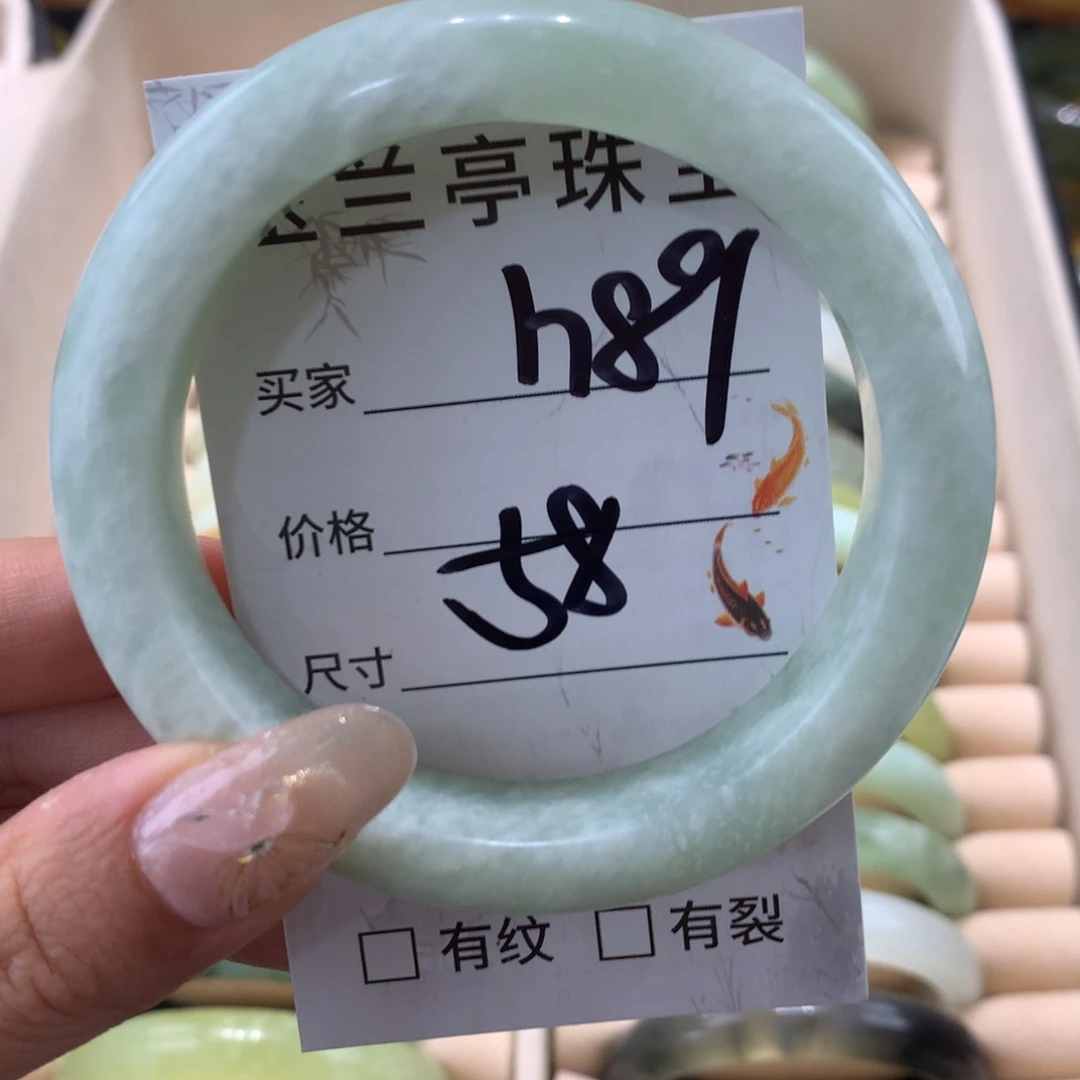 兰亭珠宝
买家 h89
价格
尺寸 58
□ 有纹 □ 有裂